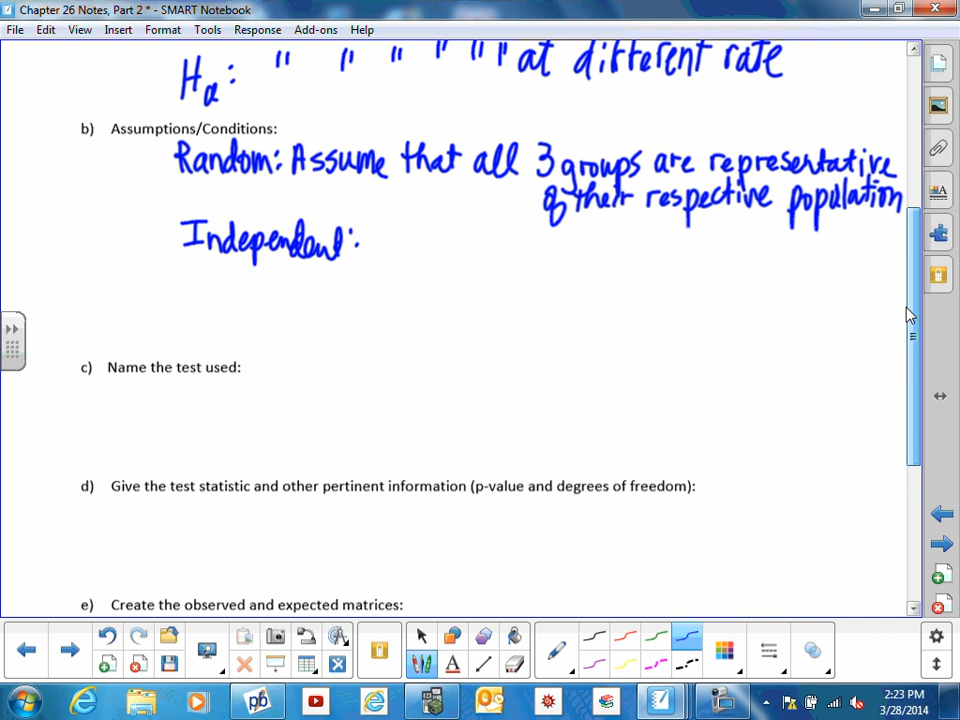 Chapter 26 Notes, Part 2 * - SMART Notebook
File Edit View Insert Format Tools Response Add-ons Help
Ha: " " " " " " at different rate
b) Assumptions/Conditions:
Random: Assume that all 3 groups are representative
of their respective population
Independent:
c) Name the test used:
d) Give the test statistic and other pertinent information (p-value and degrees of freedom):
e) Create the observed and expected matrices:
2:23 PM
3/28/2014